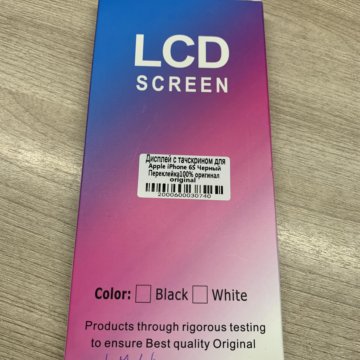 LCD
SCREEN
Дисплей с тачскрином для
Apple iPhone 6S Черный
Переклейка100% оригинал
original
2000600030740
Color: Black White
Products through rigorous testing
to ensure Best quality Original